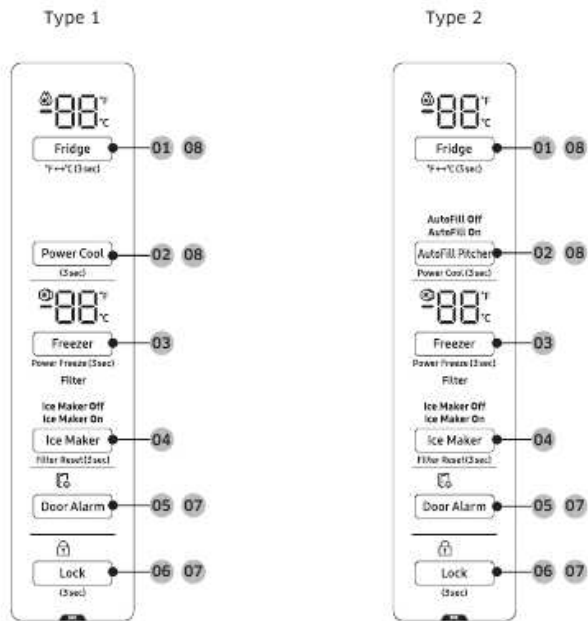 Type 1
88 °F
°C
Fridge 01 08
°F↔°C(3sec)
Power Cool 02 08
(3sec)
88 °F
°C
Freezer 03
Power Freeze(3sec)
Filter
Ice Maker Off
Ice Maker On
Ice Maker 04
Filter Reset(3sec)
Door Alarm 05 07
Lock 06 07
(3sec)
Type 2
88 °F
°C
Fridge 01 08
°F↔°C(3sec)
AutoFill Off
AutoFill On
AutoFill Pitcher 02 08
Power Cool(3sec)
88 °F
°C
Freezer 03
Power Freeze(3sec)
Filter
Ice Maker Off
Ice Maker On
Ice Maker 04
Filter Reset(3sec)
Door Alarm 05 07
Lock 06 07
(3sec)